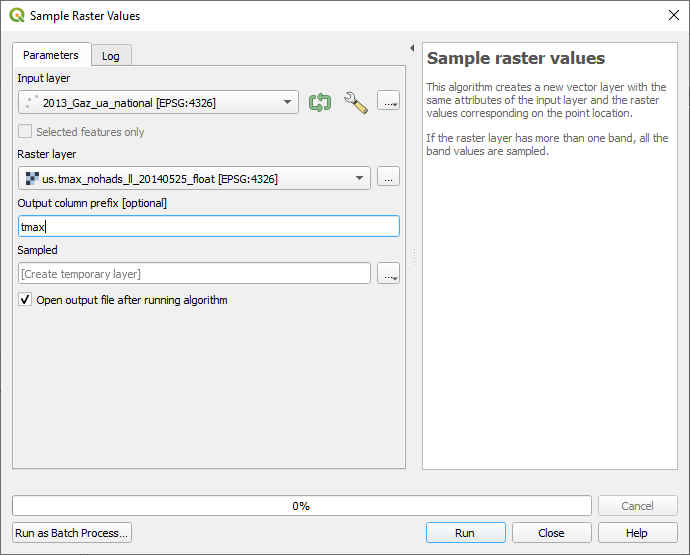 Sample Raster Values
Parameters
Log
Input layer
2013_Gaz_ua_national [EPSG:4326]
...
Selected features only
Raster layer
us.tmax_nohads_ll_20140525_float [EPSG:4326]
...
Output column prefix [optional]
tmax
Sampled
[Create temporary layer]
...
Open output file after running algorithm
Sample raster values
This algorithm creates a new vector layer with the
same attributes of the input layer and the raster
values corresponding on the point location.
If the raster layer has more than one band, all the
band values are sampled.
0%
Cancel
Run as Batch Process...
Run
Close
Help